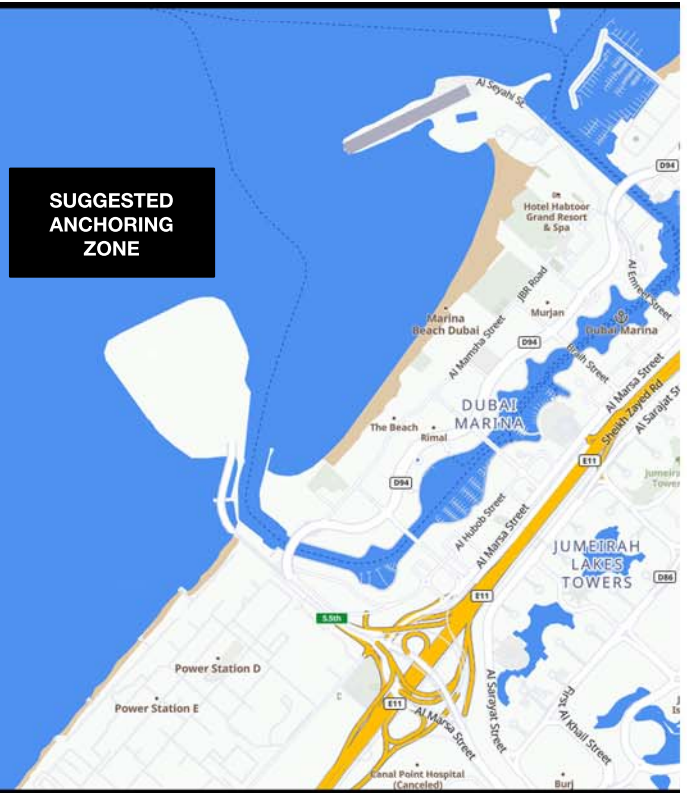 Al Seyahi St
D94
SUGGESTED
ANCHORING
ZONE
Hotel Habtoor
Grand Resort
& Spa
JBR Road
Al Emreef Street
Marina
Beach Dubai
Murjan
Dubai Marina
Al Mamsha Street
D94
Braih Street
Al Marsa Street
Sheikh Zayed Rd
Al Sarajat St
DUBAI
MARINA
The Beach
Rimal
E11
Jumeira
Tower
D94
Al Hubob Street
Al Marsa Street
JUMEIRAH
LAKES
TOWERS
D86
E11
5.5th
Power Station D
Power Station E
E11
Al Marsa Street
Al Sarayat Street
First Al Khail Street
Canal Point Hospital
(Canceled)
Burj